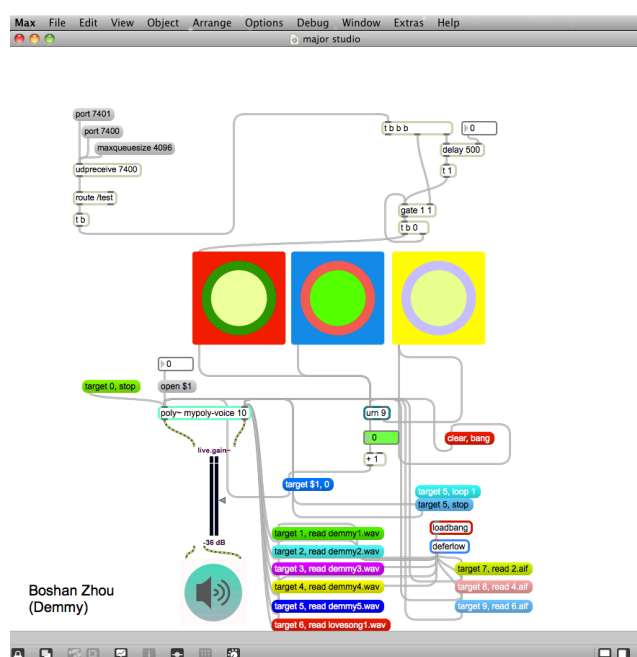 Max File Edit View Object Arrange Options Debug Window Extras Help
major studio
port 7401
port 7400
maxqueuesize 4096
udpreceive 7400
route /test
t b
t b b b
0
delay 500
t 1
gate 1 1
t b 0
0
target 0, stop
open $1
poly~ mypoly-voice 10
urn 9
0
clear, bang
+ 1
live.gain~
target $1, 0
target 5, loop 1
target 5, stop
-36 dB
loadbang
deferlow
target 1, read demmy1.wav
target 2, read demmy2.wav
target 3, read demmy3.wav
target 4, read demmy4.wav
target 5, read demmy5.wav
target 6, read lovesong1.wav
target 7, read 2.aif
target 8, read 4.aif
target 9, read 6.aif
Boshan Zhou
(Demmy)